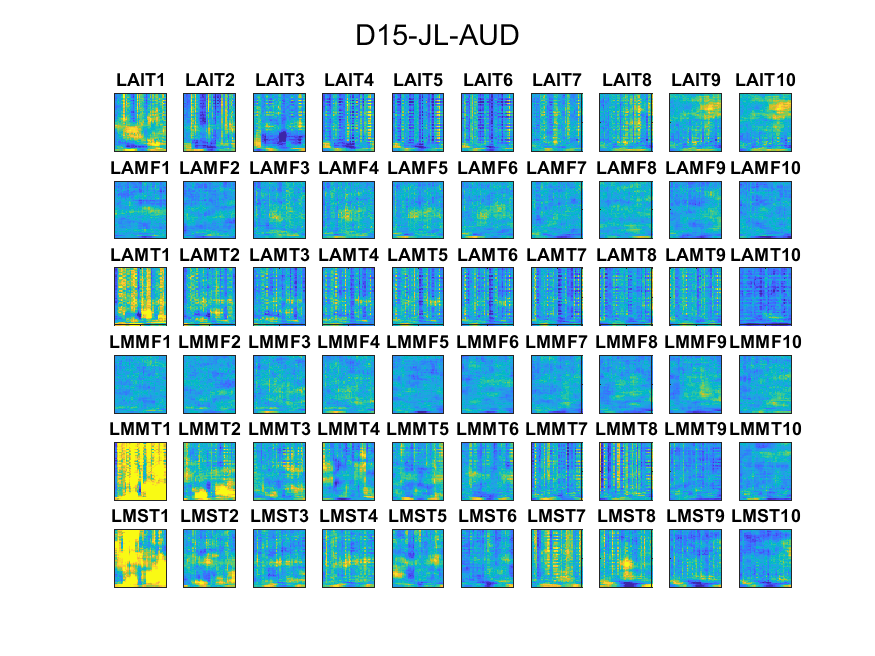 D15-JL-AUD
LAIT1 LAIT2 LAIT3 LAIT4 LAIT5 LAIT6 LAIT7 LAIT8 LAIT9 LAIT10
LAMF1 LAMF2 LAMF3 LAMF4 LAMF5 LAMF6 LAMF7 LAMF8 LAMF9 LAMF10
LAMT1 LAMT2 LAMT3 LAMT4 LAMT5 LAMT6 LAMT7 LAMT8 LAMT9 LAMT10
LMMF1 LMMF2 LMMF3 LMMF4 LMMF5 LMMF6 LMMF7 LMMF8 LMMF9 LMMF10
LMMT1 LMMT2 LMMT3 LMMT4 LMMT5 LMMT6 LMMT7 LMMT8 LMMT9 LMMT10
LMST1 LMST2 LMST3 LMST4 LMST5 LMST6 LMST7 LMST8 LMST9 LMST10